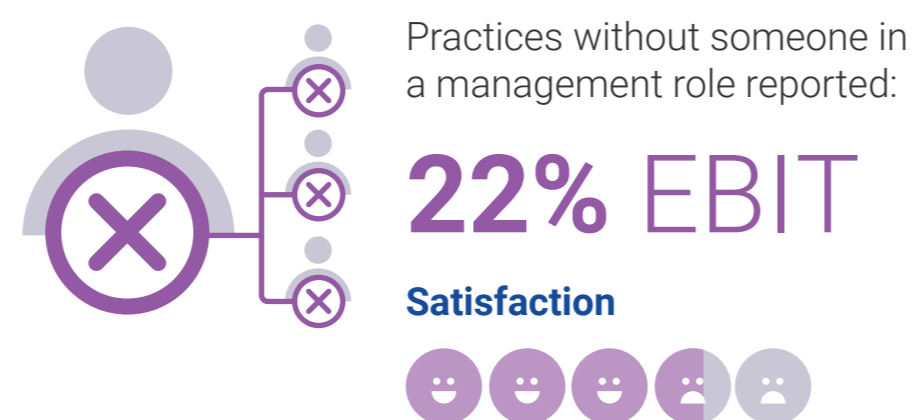 Practices without someone in
a management role reported:
22% EBIT
Satisfaction